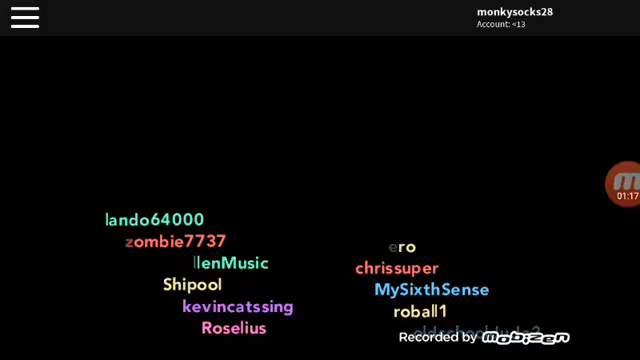 monkysocks28
Account: <13
01:17
lando64000
zombie7737
llenMusic
Shipool
kevincatssing
Roselius
ero
chrissuper
MySixthSense
roball1
Recorded by mobizen